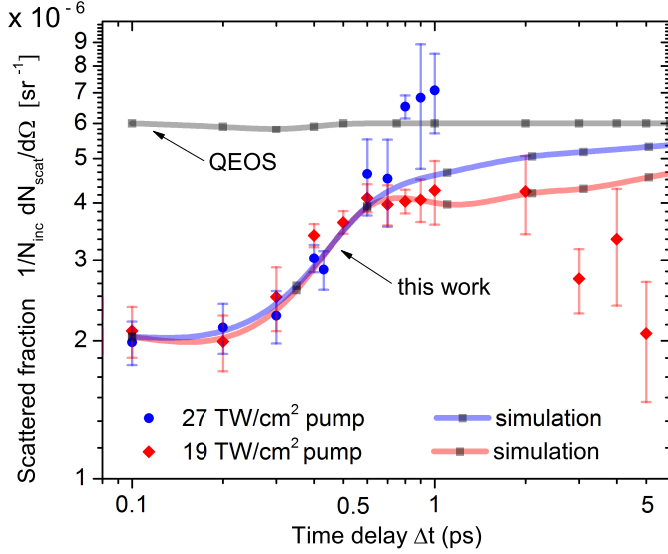 x 10⁻⁶
9
8
7
6
5
4
3
2
1
Scattered fraction 1/N_inc dN_scat/dΩ [sr⁻¹]
QEOS
this work
27 TW/cm² pump
simulation
19 TW/cm² pump
simulation
0.1
0.5
1
5
Time delay Δt (ps)